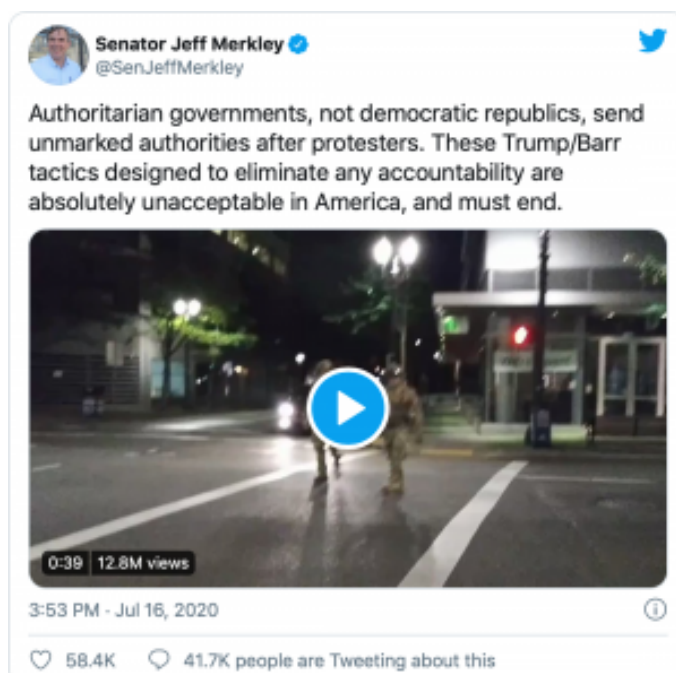 Senator Jeff Merkley
@SenJeffMerkley
Authoritarian governments, not democratic republics, send
unmarked authorities after protesters. These Trump/Barr
tactics designed to eliminate any accountability are
absolutely unacceptable in America, and must end.
0:39 12.8M views
3:53 PM · Jul 16, 2020
58.4K 41.7K people are Tweeting about this